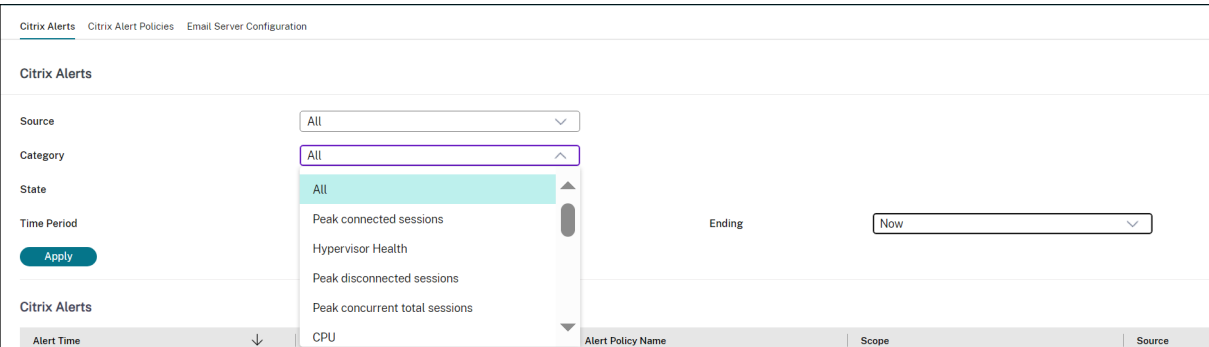 Citrix Alerts Citrix Alert Policies Email Server Configuration
Citrix Alerts
Source All
Category All
State All
Peak connected sessions
Time Period Ending Now
Hypervisor Health
Apply
Peak disconnected sessions
Peak concurrent total sessions
Citrix Alerts
CPU
Alert Time Alert Policy Name Scope Source